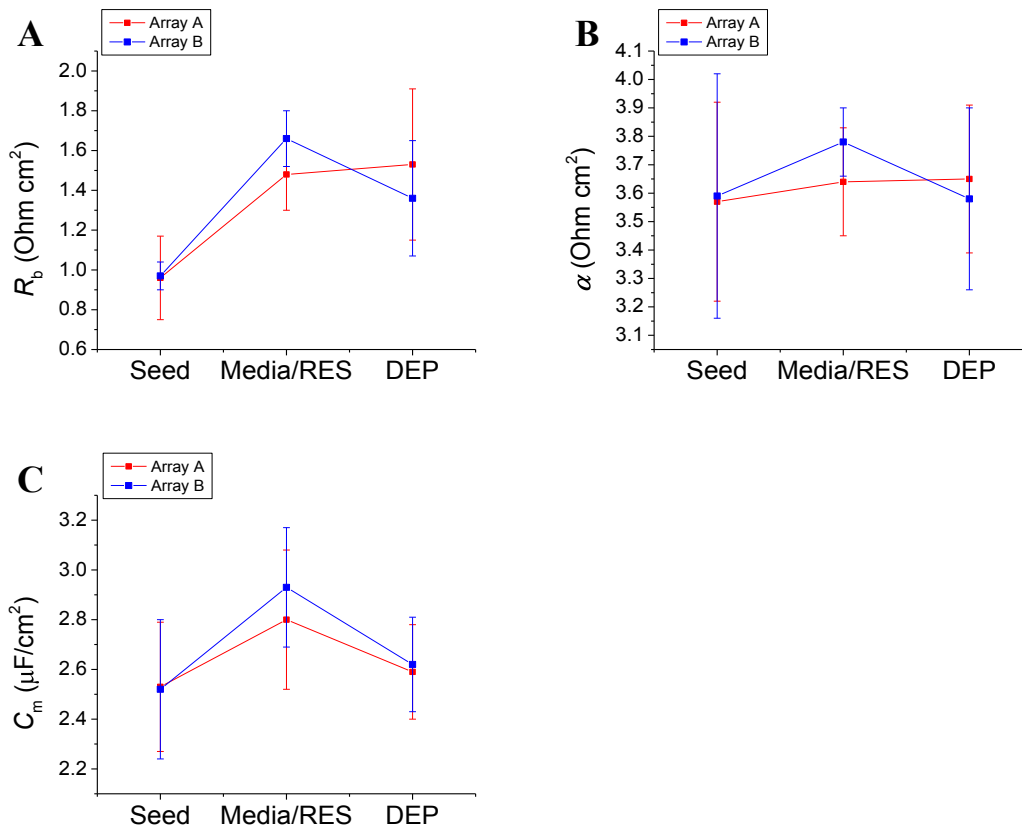 A
Array A
Array B
2.0
1.8
1.6
1.4
1.2
1.0
0.8
0.6
R_b (Ohm cm²)
Seed Media/RES DEP
B
Array A
Array B
4.1
4.0
3.9
3.8
3.7
3.6
3.5
3.4
3.3
3.2
3.1
α (Ohm cm²)
Seed Media/RES DEP
C
Array A
Array B
3.2
3.0
2.8
2.6
2.4
2.2
C_m (μF/cm²)
Seed Media/RES DEP